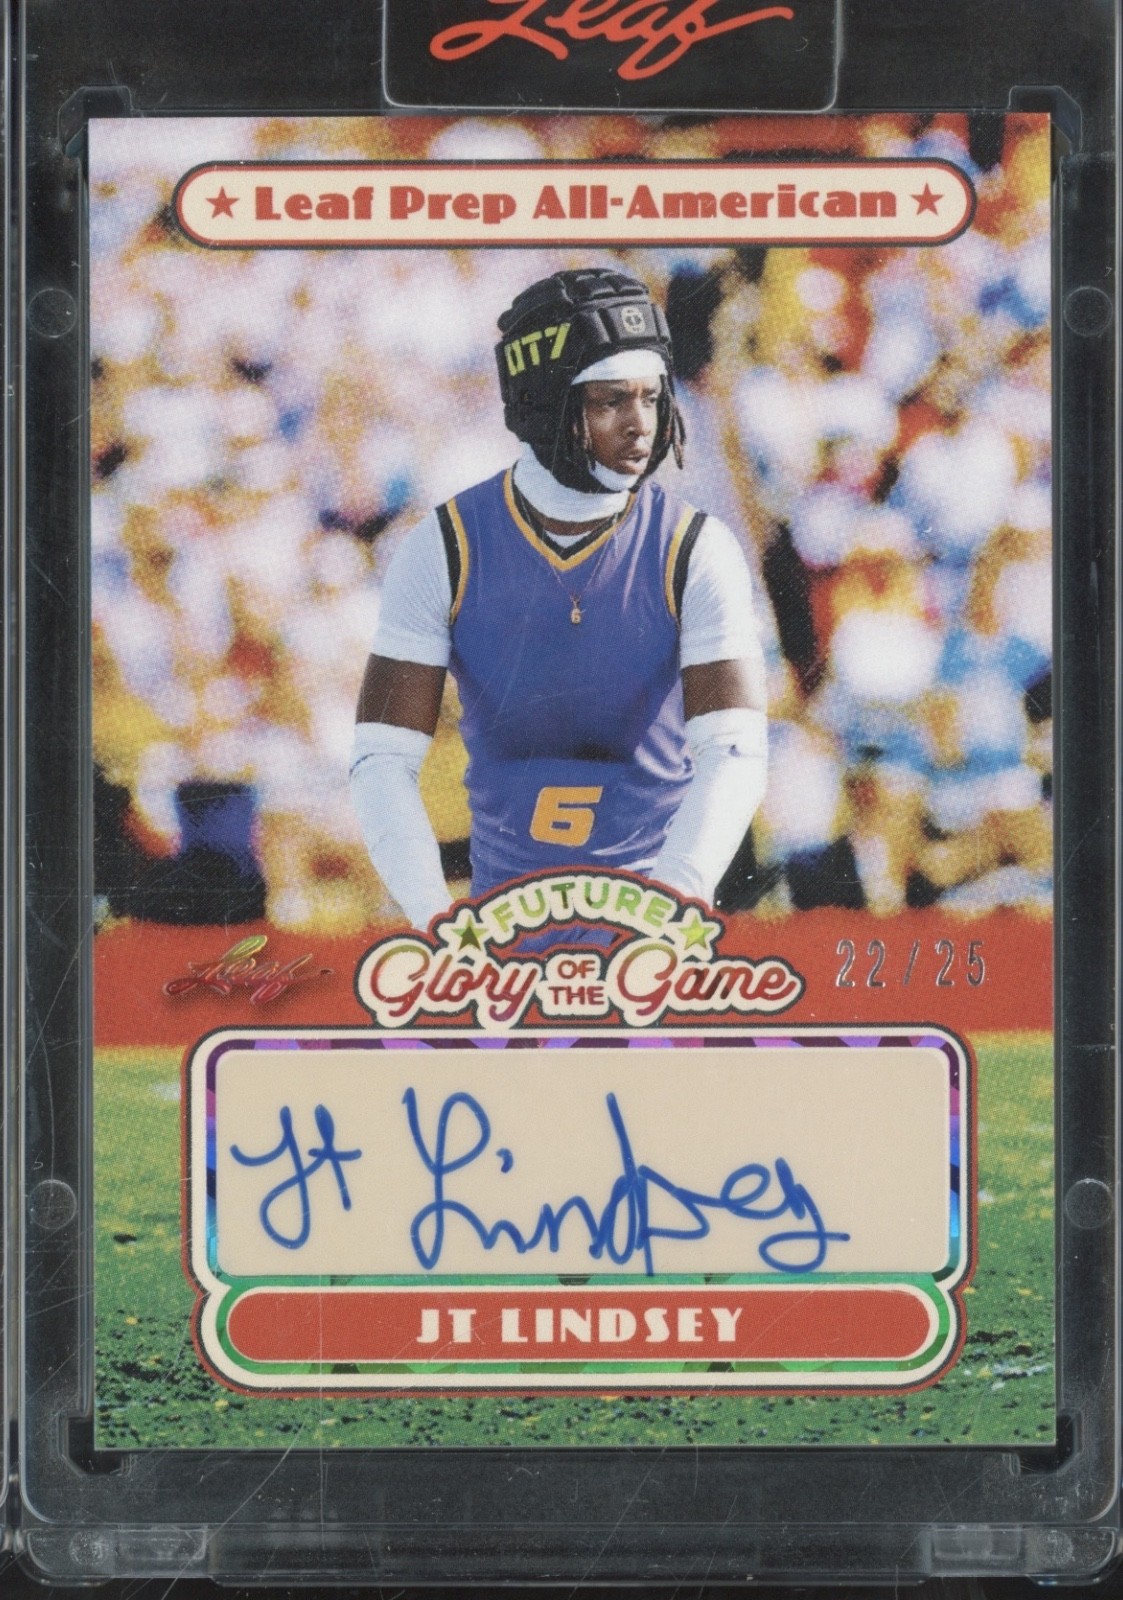 Leaf
★ Leaf Prep All-American ★
OT7
6
6
★ FUTURE ★
Leaf
Glory OF THE Game
22/25
Jt Lindsey
JT LINDSEY